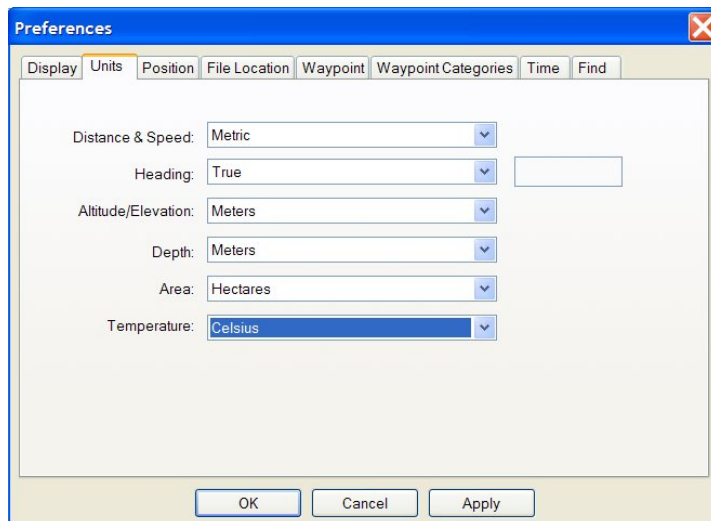 Preferences
Display Units Position File Location Waypoint Waypoint Categories Time Find
Distance & Speed: Metric
Heading: True
Altitude/Elevation: Meters
Depth: Meters
Area: Hectares
Temperature: Celsius
OK Cancel Apply